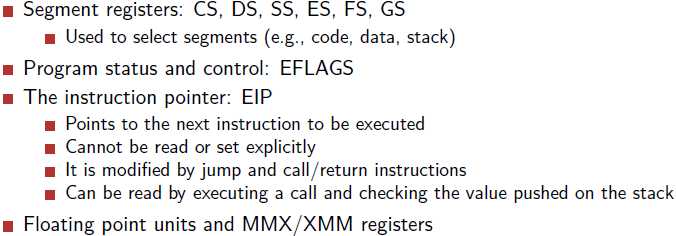 Segment registers: CS, DS, SS, ES, FS, GS
Used to select segments (e.g., code, data, stack)
Program status and control: EFLAGS
The instruction pointer: EIP
Points to the next instruction to be executed
Cannot be read or set explicitly
It is modified by jump and call/return instructions
Can be read by executing a call and checking the value pushed on the stack
Floating point units and MMX/XMM registers